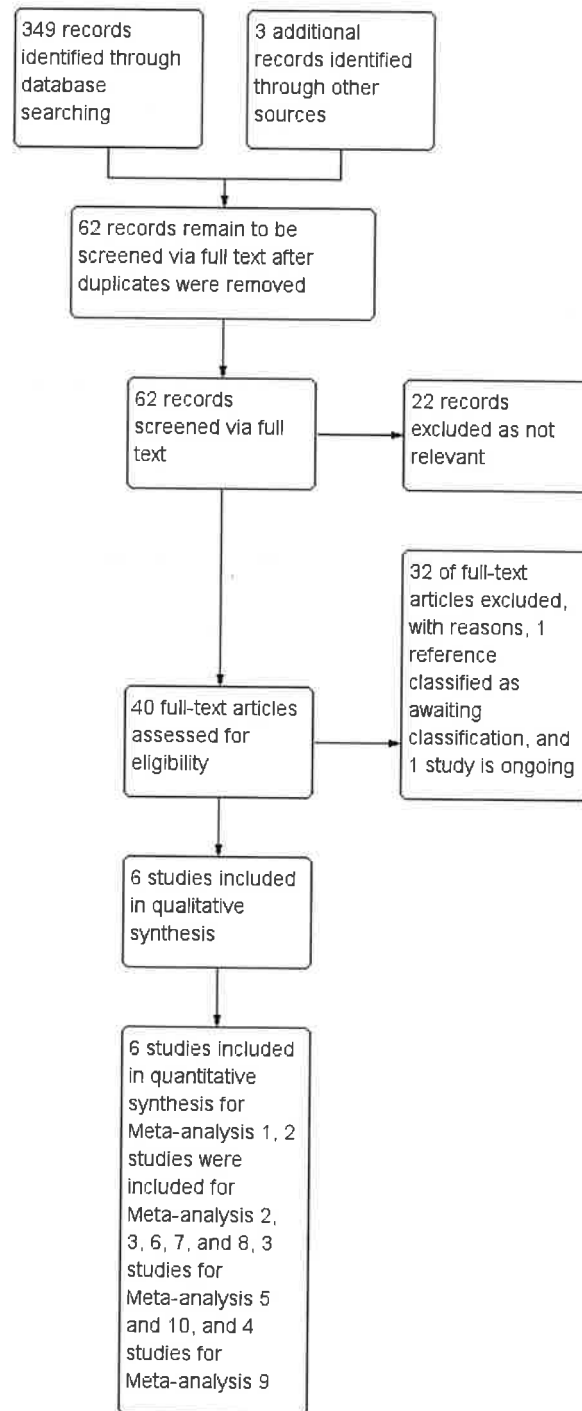 349 records
identified through
database
searching
3 additional
records identified
through other
sources
62 records remain to be
screened via full text after
duplicates were removed
62 records
screened via full
text
22 records
excluded as not
relevant
32 of full-text
articles excluded,
with reasons, 1
reference
classified as
awaiting
classification, and
1 study is ongoing
40 full-text articles
assessed for
eligibility
6 studies included
in qualitative
synthesis
6 studies included
in quantitative
synthesis for
Meta-analysis 1, 2
studies were
included for
Meta-analysis 2,
3, 6, 7, and 8, 3
studies for
Meta-analysis 5
and 10, and 4
studies for
Meta-analysis 9